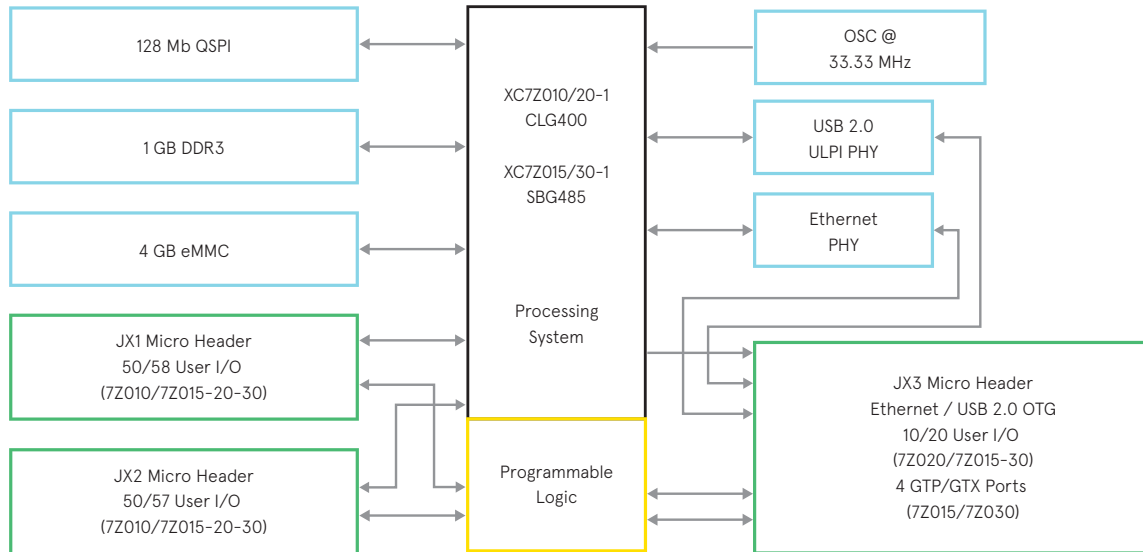 128 Mb QSPI
1 GB DDR3
4 GB eMMC
JX1 Micro Header
50/58 User I/O
(7Z010/7Z015-20-30)
JX2 Micro Header
50/57 User I/O
(7Z010/7Z015-20-30)
XC7Z010/20-1
CLG400
XC7Z015/30-1
SBG485
Processing
System
Programmable
Logic
OSC @
33.33 MHz
USB 2.0
ULPI PHY
Ethernet
PHY
JX3 Micro Header
Ethernet / USB 2.0 OTG
10/20 User I/O
(7Z020/7Z015-30)
4 GTP/GTX Ports
(7Z015/7Z030)